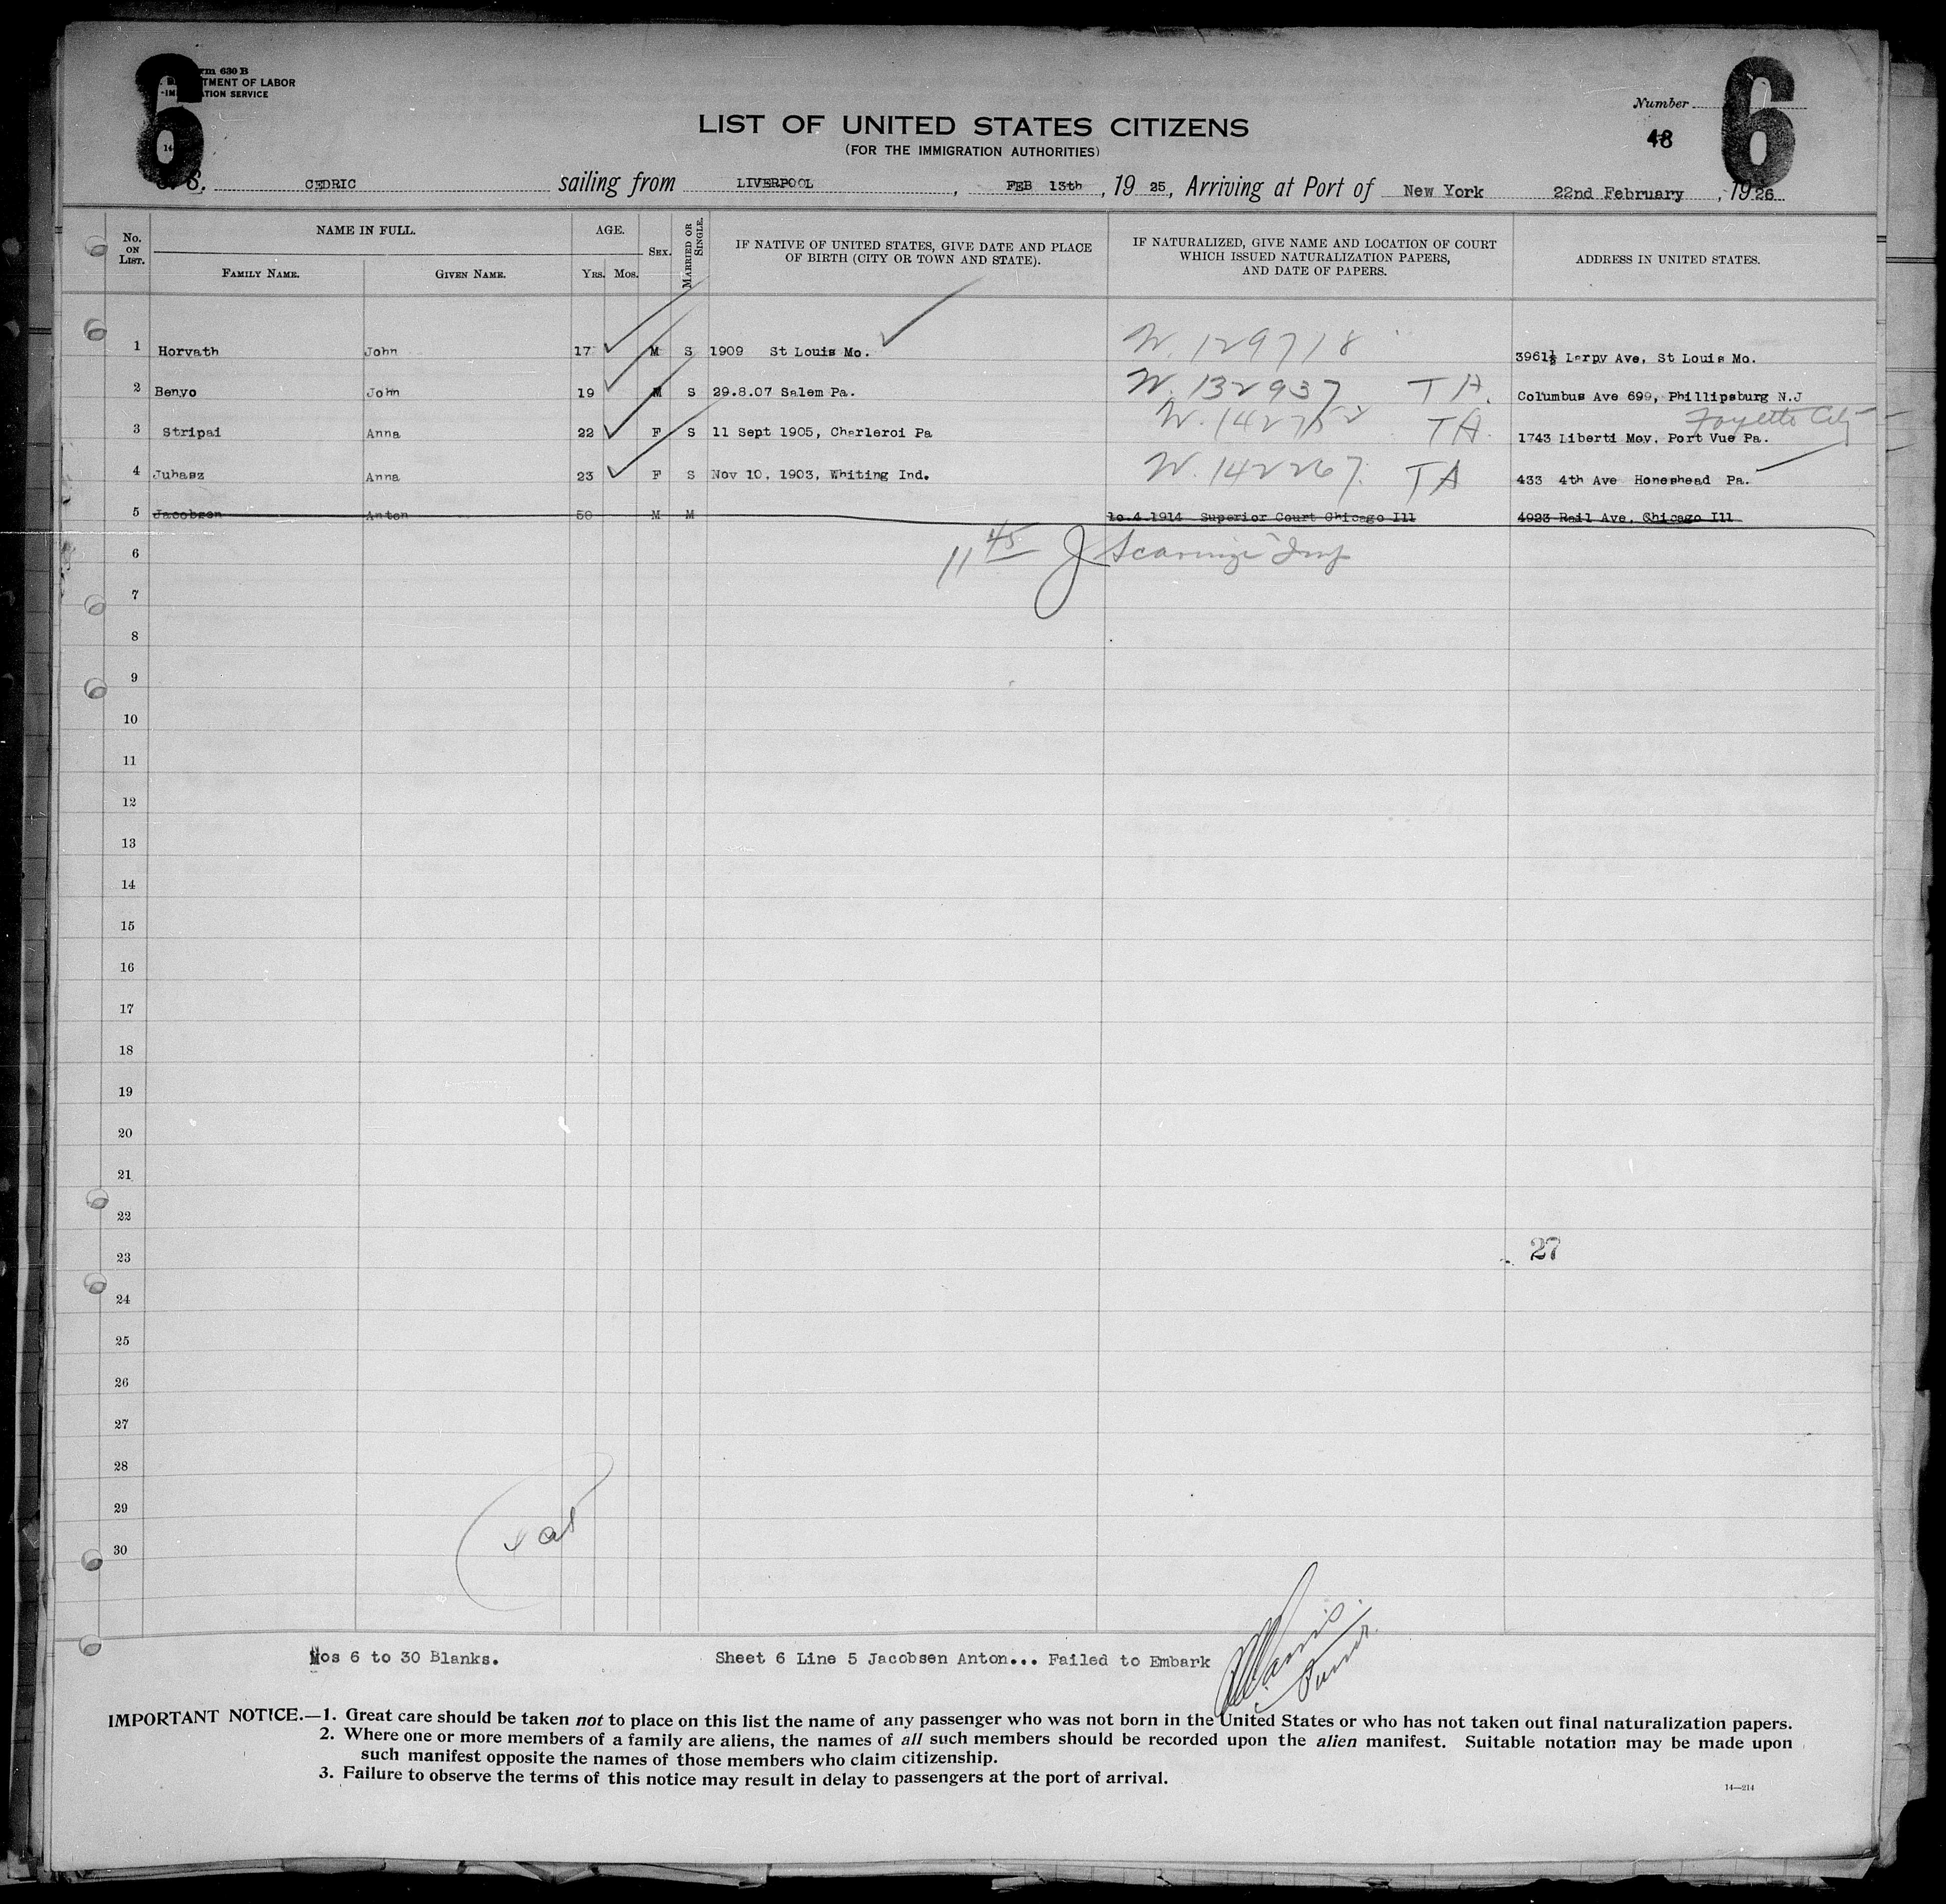 6
6
Form 630 B
DEPARTMENT OF LABOR
IMMIGRATION SERVICE
Number
48
LIST OF UNITED STATES CITIZENS
(FOR THE IMMIGRATION AUTHORITIES)
S. S. CEDRIC sailing from LIVERPOOL, FEB 13th, 19 25, Arriving at Port of New York 22nd February, 1926
No. ON LIST. NAME IN FULL. AGE. SEX. MARRIED OR SINGLE. IF NATIVE OF UNITED STATES, GIVE DATE AND PLACE OF BIRTH (CITY OR TOWN AND STATE). IF NATURALIZED, GIVE NAME AND LOCATION OF COURT WHICH ISSUED NATURALIZATION PAPERS, AND DATE OF PAPERS. ADDRESS IN UNITED STATES.
FAMILY NAME. GIVEN NAME. YRS. MOS.
1 Horvath John 17 M S 1909 St Louis Mo. W. 129718 3961½ Larpy Ave, St Louis Mo.
2 Benyo John 19 M S 29.8.07 Salem Pa. W. 132937 TA. Columbus Ave 699, Phillipsburg N.J
Fayette City
3 Stripai Anna 22 F S 11 Sept 1905, Charleroi Pa W. 142752 TA. 1743 Liberti Mov. Port Vue Pa.
4 Juhasz Anna 23 F S Nov 10, 1903, Whiting Ind. W. 142267. TA 433 4th Ave Homeshead Pa.
5 Jacobsen Anton 50 M M 10.4.1914 Superior Court Chicago Ill 4923 Rail Ave. Chicago Ill
6 11 45 J Insp
7
8
9
10
11
12
13
14
15
16
17
18
19
20
21
22
23 27
24
25
26
27
28
29
30
Nos 6 to 30 Blanks. Sheet 6 Line 5 Jacobsen Anton... Failed to Embark
IMPORTANT NOTICE.—1. Great care should be taken not to place on this list the name of any passenger who was not born in the United States or who has not taken out final naturalization papers.
2. Where one or more members of a family are aliens, the names of all such members should be recorded upon the alien manifest. Suitable notation may be made upon
such manifest opposite the names of those members who claim citizenship.
3. Failure to observe the terms of this notice may result in delay to passengers at the port of arrival.
14—214